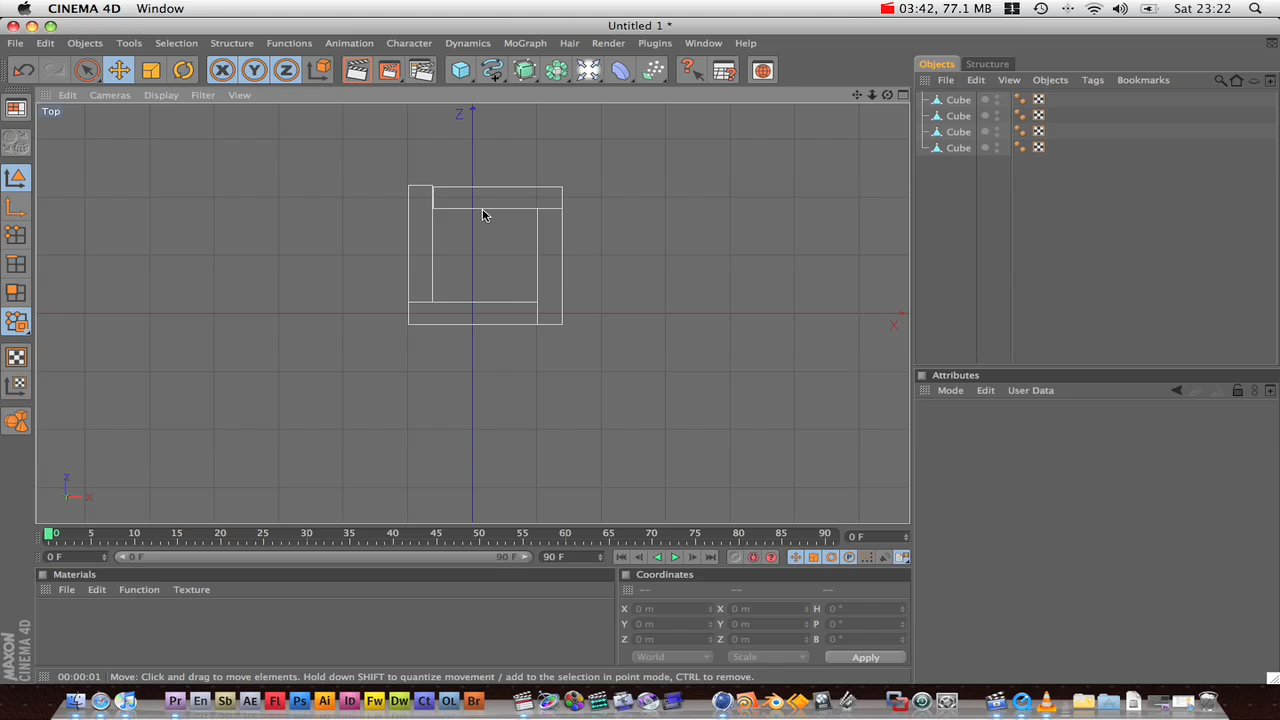 CINEMA 4D Window 03:42, 77.1 MB Sat 23:22
Untitled 1 *
File Edit Objects Tools Selection Structure Functions Animation Character Dynamics MoGraph Hair Render Plugins Window Help
X Y Z
Objects Structure
File Edit View Objects Tags Bookmarks
Edit Cameras Display Filter View
Top
Z
Cube
Cube
Cube
Cube
X
Attributes
Mode Edit User Data
Z
Y X
0 5 10 15 20 25 30 35 40 45 50 55 60 65 70 75 80 85 90 0 F
0 F 0 F 90 F 90 F
Materials
File Edit Function Texture
Coordinates
-- -- --
X 0 m X 0 m H 0 °
Y 0 m Y 0 m P 0 °
Z 0 m Z 0 m B 0 °
World Scale Apply
MAXON
CINEMA 4D
00:00:01 Move: Click and drag to move elements. Hold down SHIFT to quantize movement / add to the selection in point mode, CTRL to remove.
Pr En Sb AE Fl Ps Ai Id Fw Dw Ct OL Br